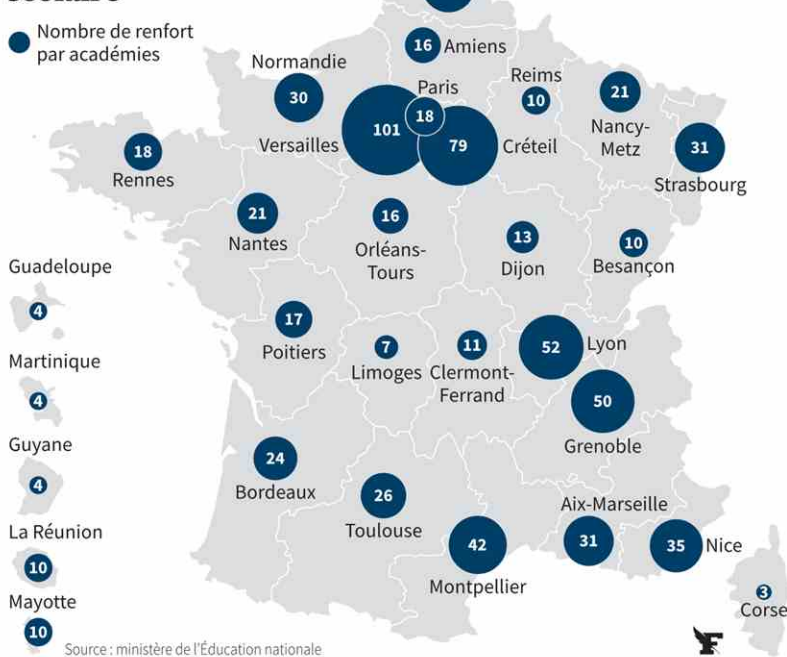 Nombre de renfort
par académies
16 Amiens
Normandie
30
Paris
18
Reims
10
21
Nancy-
Metz
101
Versailles
79
Créteil
31
Strasbourg
18
Rennes
21
Nantes
16
Orléans-
Tours
13
Dijon
10
Besançon
Guadeloupe
4
17
Poitiers
7
Limoges
11
Clermont-
Ferrand
52 Lyon
Martinique
4
50
Grenoble
Guyane
4
24
Bordeaux
26
Toulouse
Aix-Marseille
31
35 Nice
42
Montpellier
La Réunion
10
Mayotte
10
3
Corse
Source : ministère de l'Éducation nationale
F